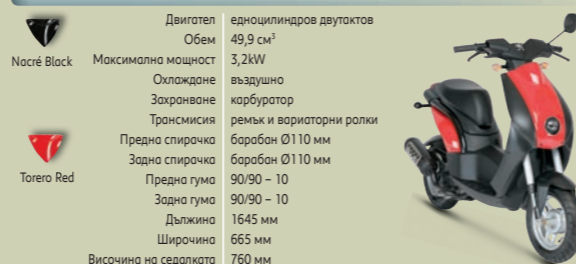 Двигател едноцилиндров двутактов
Обем 49,9 см³
Nacré Black
Максимална мощност 3,2kW
Охлаждане въздушно
Захранване карбуратор
Трансмисия ремък и вариаторни ролки
Предна спирачка барабан Ø110 мм
Задна спирачка барабан Ø110 мм
Torero Red
Предна гума 90/90 – 10
Задна гума 90/90 – 10
Дължина 1645 мм
Широчина 665 мм
Височина на седалката 760 мм